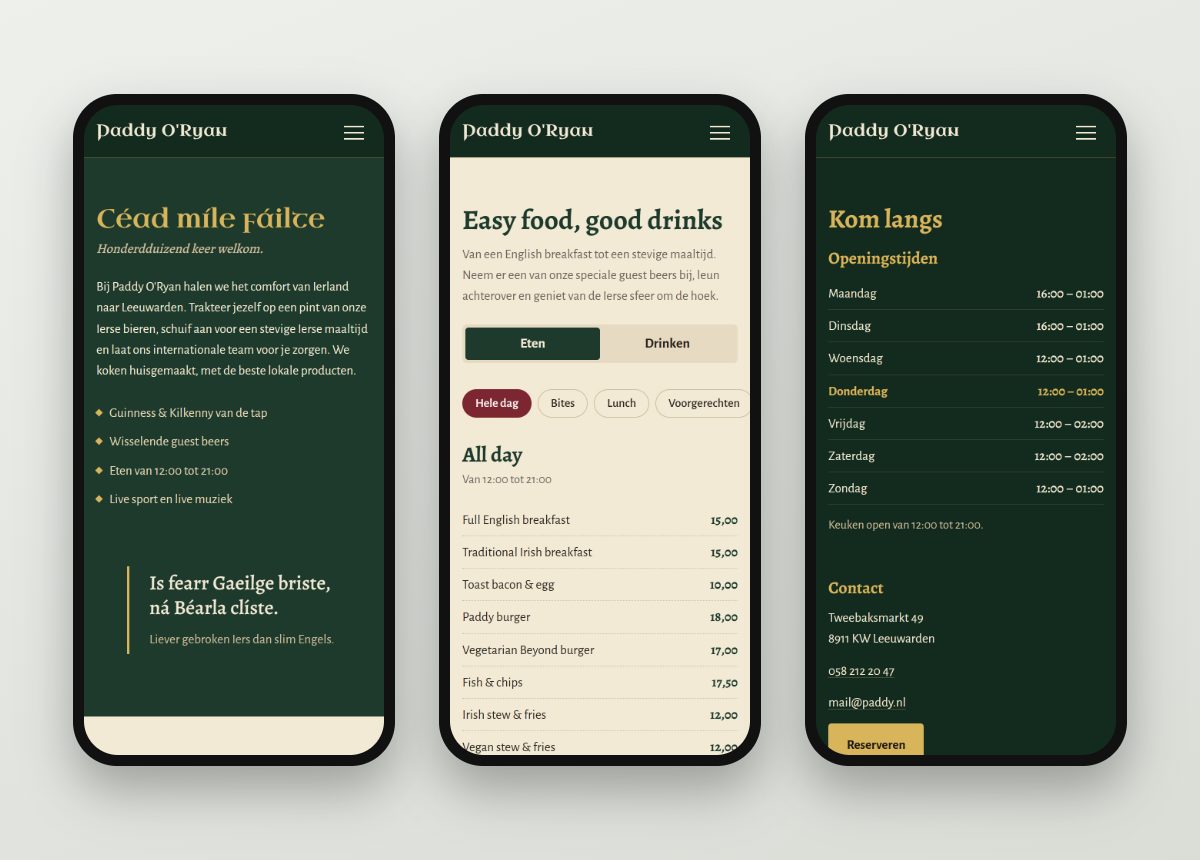 Paddy O'Ryan
Céad míle fáilte
Honderdduizend keer welkom.
Bij Paddy O'Ryan halen we het comfort van Ierland
naar Leeuwarden. Trakteer jezelf op een pint van onze
Ierse bieren, schuif aan voor een stevige Ierse maaltijd
en laat ons internationale team voor je zorgen. We
koken huisgemaakt, met de beste lokale producten.
Guinness & Kilkenny van de tap
Wisselende guest beers
Eten van 12:00 tot 21:00
Live sport en live muziek
Is fearr Gaeilge briste,
ná Béarla clíste.
Liever gebroken Iers dan slim Engels.
Paddy O'Ryan
Easy food, good drinks
Van een English breakfast tot een stevige maaltijd.
Neem er een van onze speciale guest beers bij, leun
achterover en geniet van de Ierse sfeer om de hoek.
Eten Drinken
Hele dag Bites Lunch Voorgerechten
All day
Van 12:00 tot 21:00
Full English breakfast 15,00
Traditional Irish breakfast 15,00
Toast bacon & egg 10,00
Paddy burger 18,00
Vegetarian Beyond burger 17,00
Fish & chips 17,50
Irish stew & fries 12,00
Vegan stew & fries 12,00
Paddy O'Ryan
Kom langs
Openingstijden
Maandag 16:00 – 01:00
Dinsdag 16:00 – 01:00
Woensdag 12:00 – 01:00
Donderdag 12:00 – 01:00
Vrijdag 12:00 – 02:00
Zaterdag 12:00 – 02:00
Zondag 12:00 – 01:00
Keuken open van 12:00 tot 21:00.
Contact
Tweebaksmarkt 49
8911 KW Leeuwarden
058 212 20 47
mail@paddy.nl
Reserveren